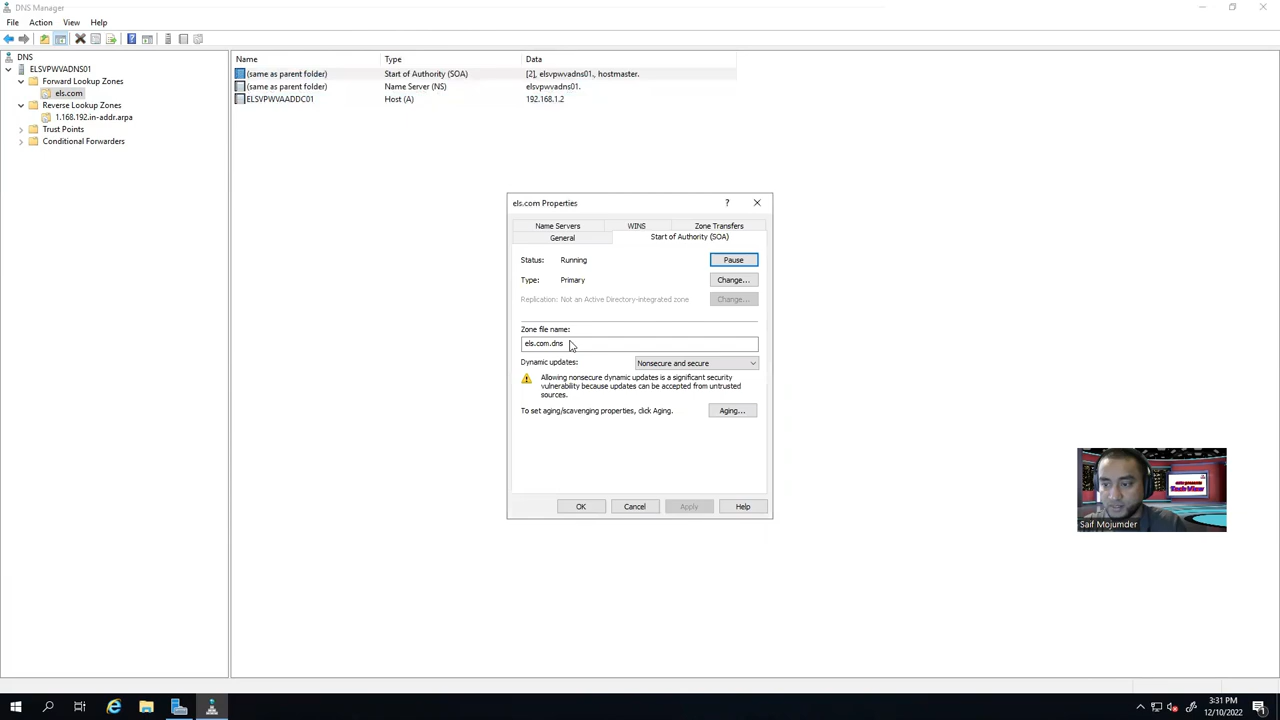 DNS Manager
File Action View Help
DNS
ELSVPWVADNS01
Forward Lookup Zones
els.com
Reverse Lookup Zones
1.168.192.in-addr.arpa
Trust Points
Conditional Forwarders
Name Type Data
(same as parent folder) Start of Authority (SOA) [2], elsvpwvadns01., hostmaster.
(same as parent folder) Name Server (NS) elsvpwvadns01.
ELSVPWVAADDC01 Host (A) 192.168.1.2
els.com Properties ?
Name Servers WINS Zone Transfers
General Start of Authority (SOA)
Status: Running Pause
Type: Primary Change...
Replication: Not an Active Directory-integrated zone Change...
Zone file name:
els.com.dns
Dynamic updates: Nonsecure and secure
Allowing nonsecure dynamic updates is a significant security
vulnerability because updates can be accepted from untrusted
sources.
To set aging/scavenging properties, click Aging. Aging...
OK Cancel Apply Help
Tech View
Saif Mojumder
3:31 PM
12/10/2022
1